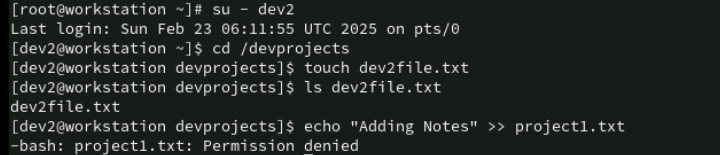 [root@workstation ~]# su - dev2
Last login: Sun Feb 23 06:11:55 UTC 2025 on pts/0
[dev2@workstation ~]$ cd /devprojects
[dev2@workstation devprojects]$ touch dev2file.txt
[dev2@workstation devprojects]$ ls dev2file.txt
dev2file.txt
[dev2@workstation devprojects]$ echo "Adding Notes" >> project1.txt
-bash: project1.txt: Permission denied